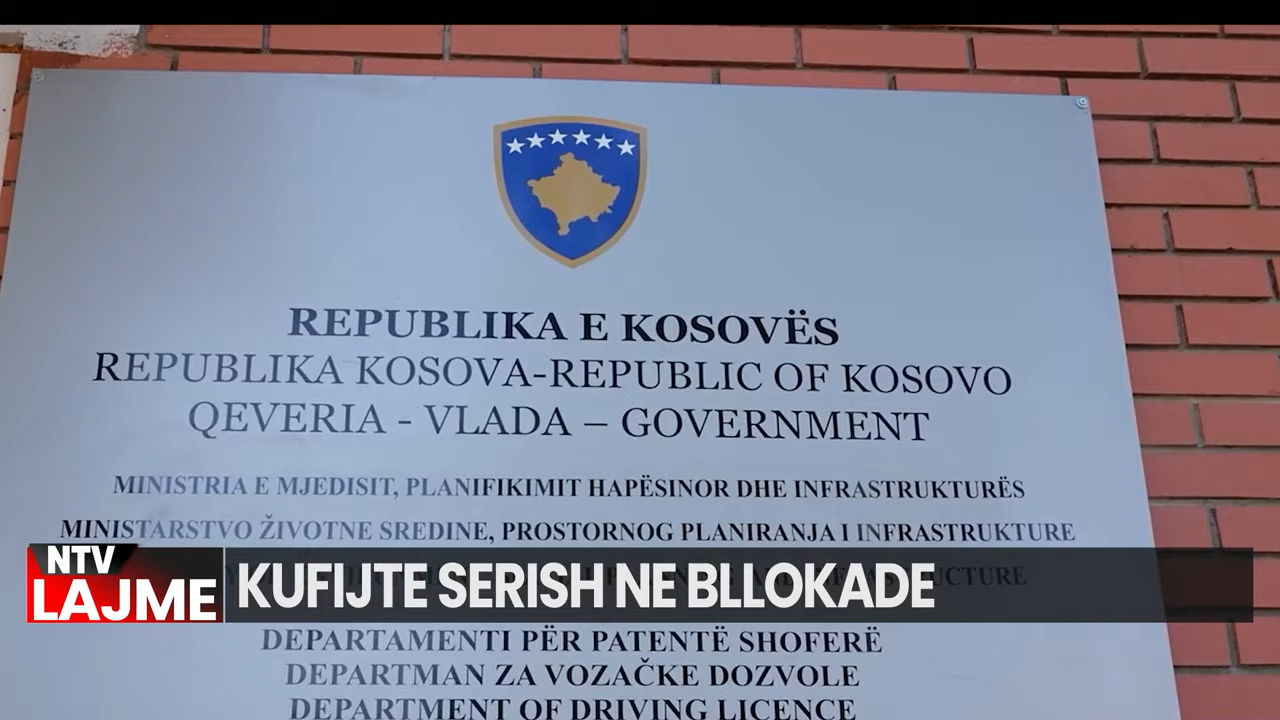 REPUBLIKA E KOSOVËS
REPUBLIKA KOSOVA-REPUBLIC OF KOSOVO
QEVERIA - VLADA – GOVERNMENT
MINISTRIA E MJEDISIT, PLANIFIKIMIT HAPËSINOR DHE INFRASTRUKTURËS
MINISTARSTVO ŽIVOTNE SREDINE, PROSTORNOG PLANIRANJA I INFRASTRUKTURE
NTV
LAJME
KUFIJTE SERISH NE BLLOKADE
DEPARTAMENTI PËR PATENTË SHOFERË
DEPARTMAN ZA VOZAČKE DOZVOLE
DEPARTMENT OF DRIVING LICENCE